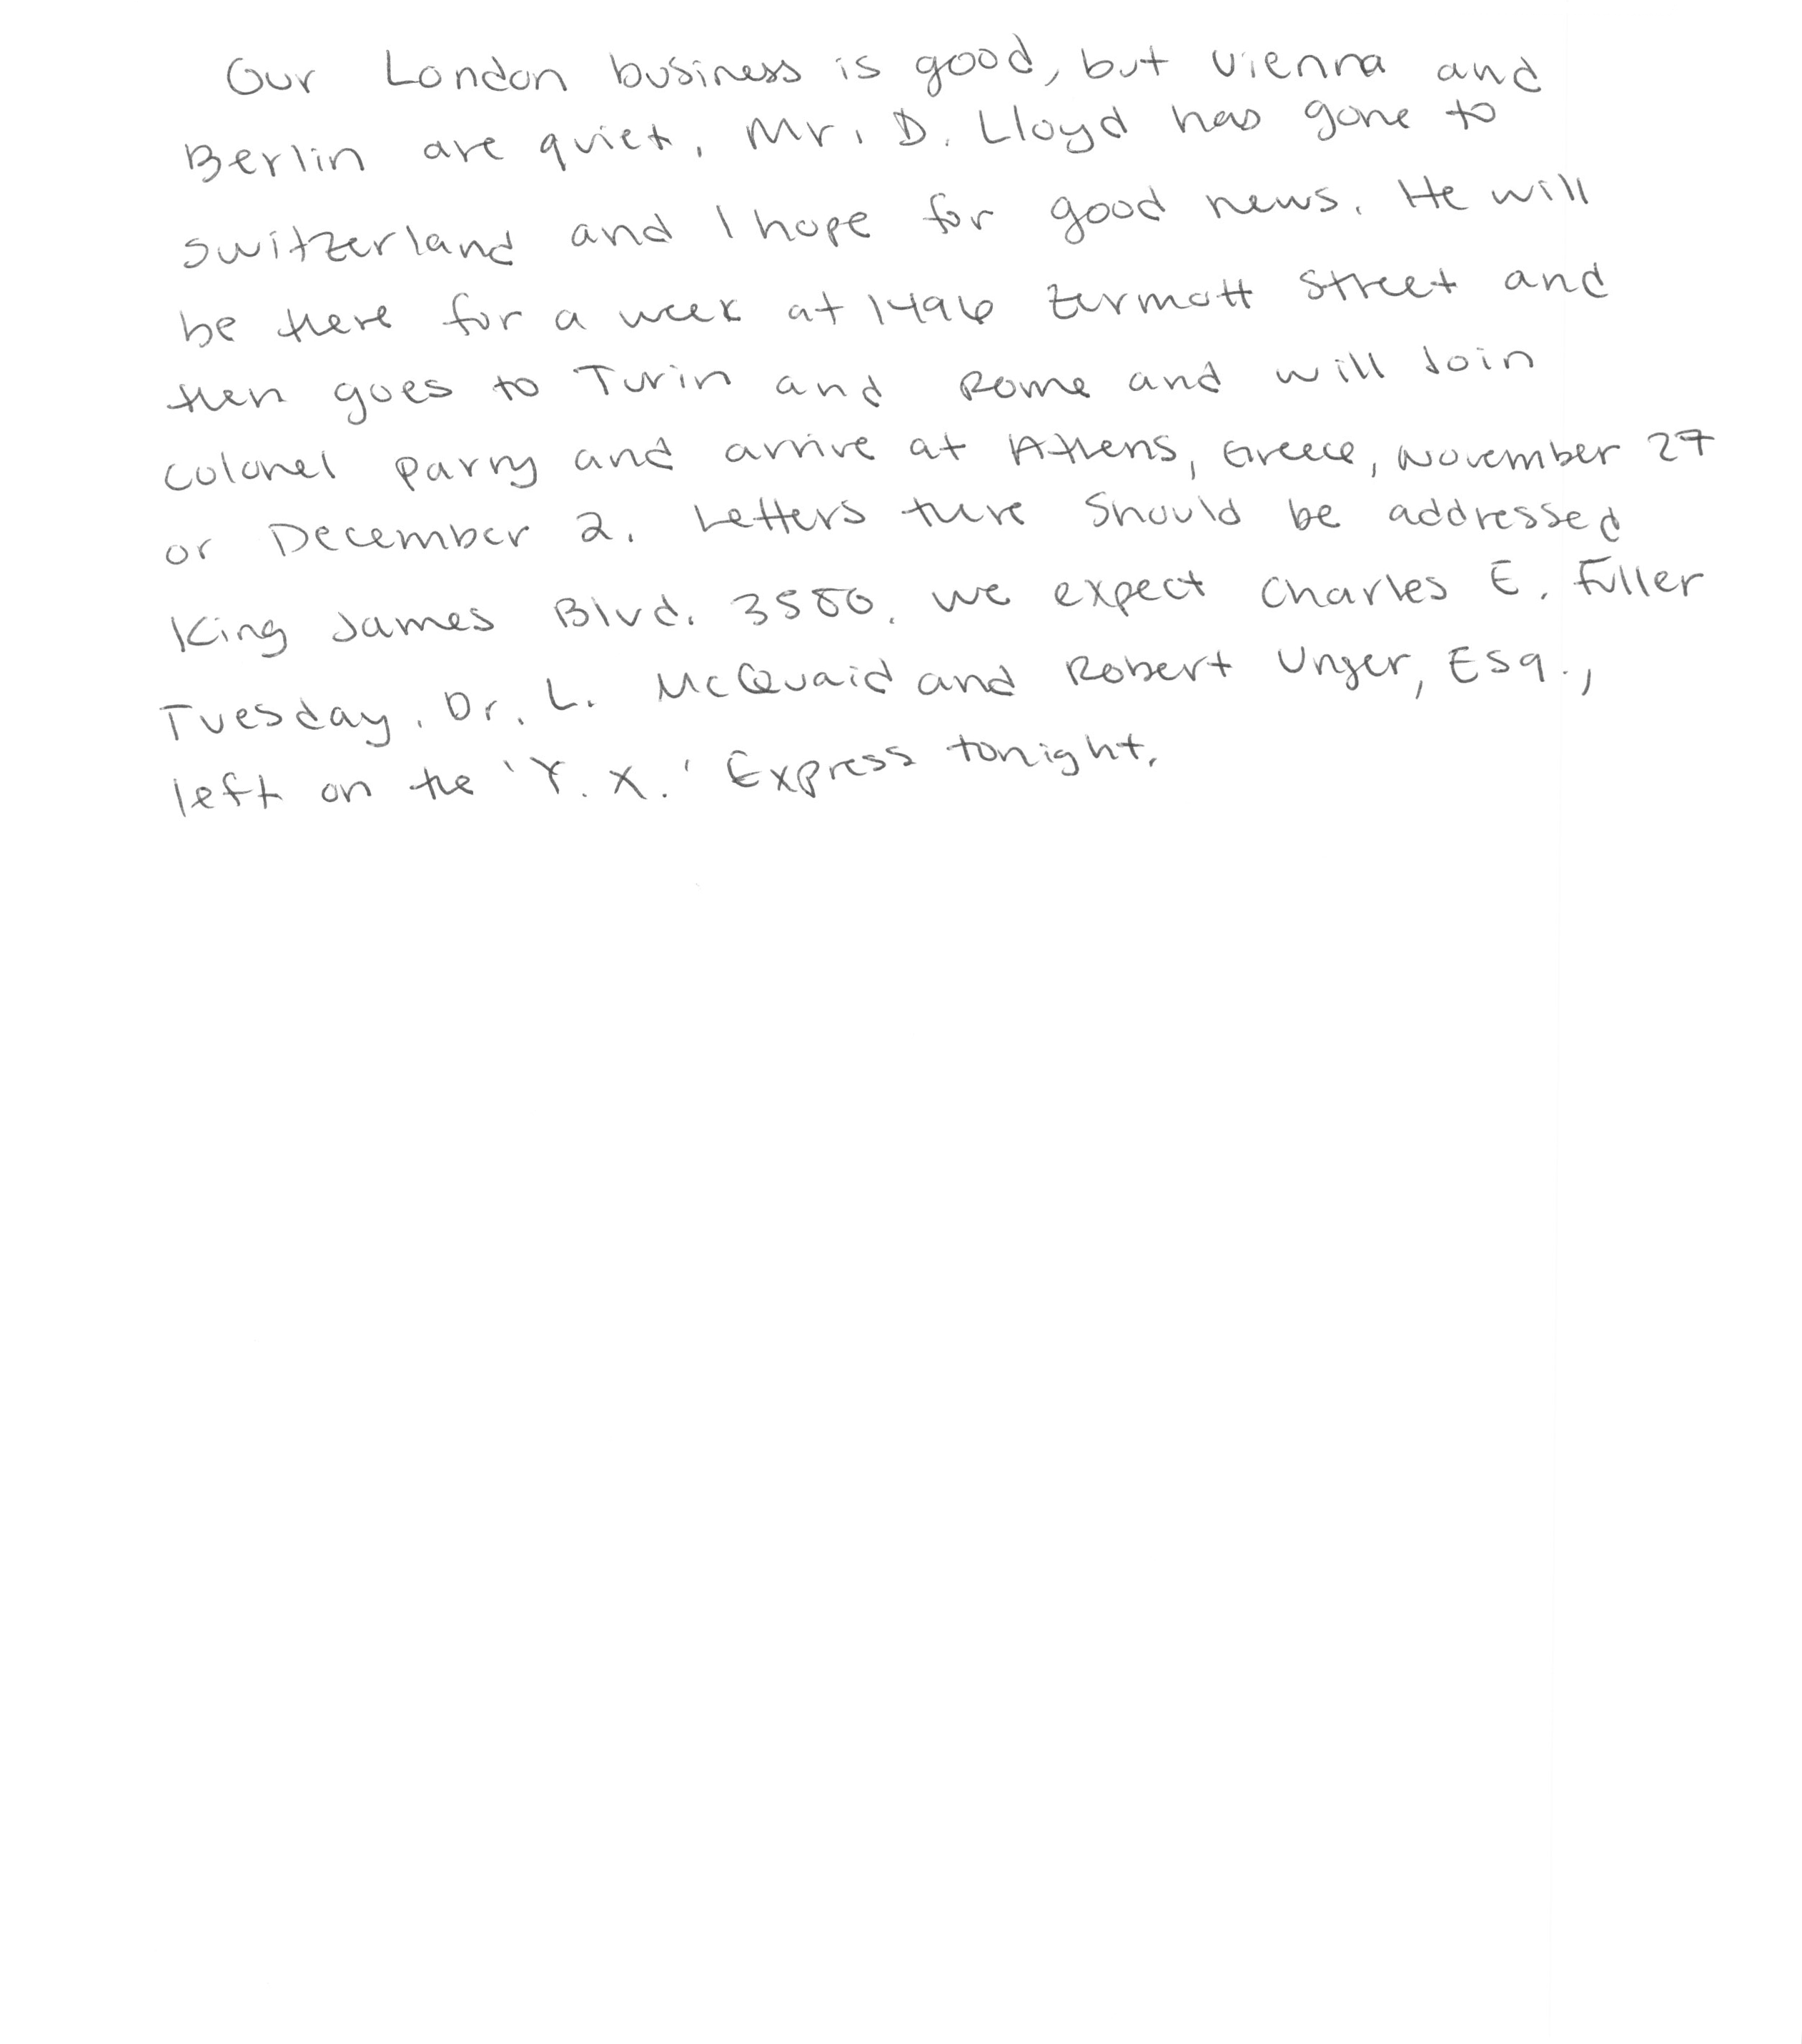 Our London business is good, but Vienna and
Berlin are quiet. Mr. D. Lloyd has gone to
Switzerland and I hope for good news. He will
be there for a week at 1496 Zermott Street and
then goes to Turin and Rome and will Join
Colonel Parry and arrive at Athens, Greece, November 27
or December 2. Letters there Should be addressed
King James Blvd. 3580. We expect Charles E. Fuller
Tuesday. Dr. L. McQuaid and Robert Unger, Esq.,
left on the 'Y. X.' Express tonight.